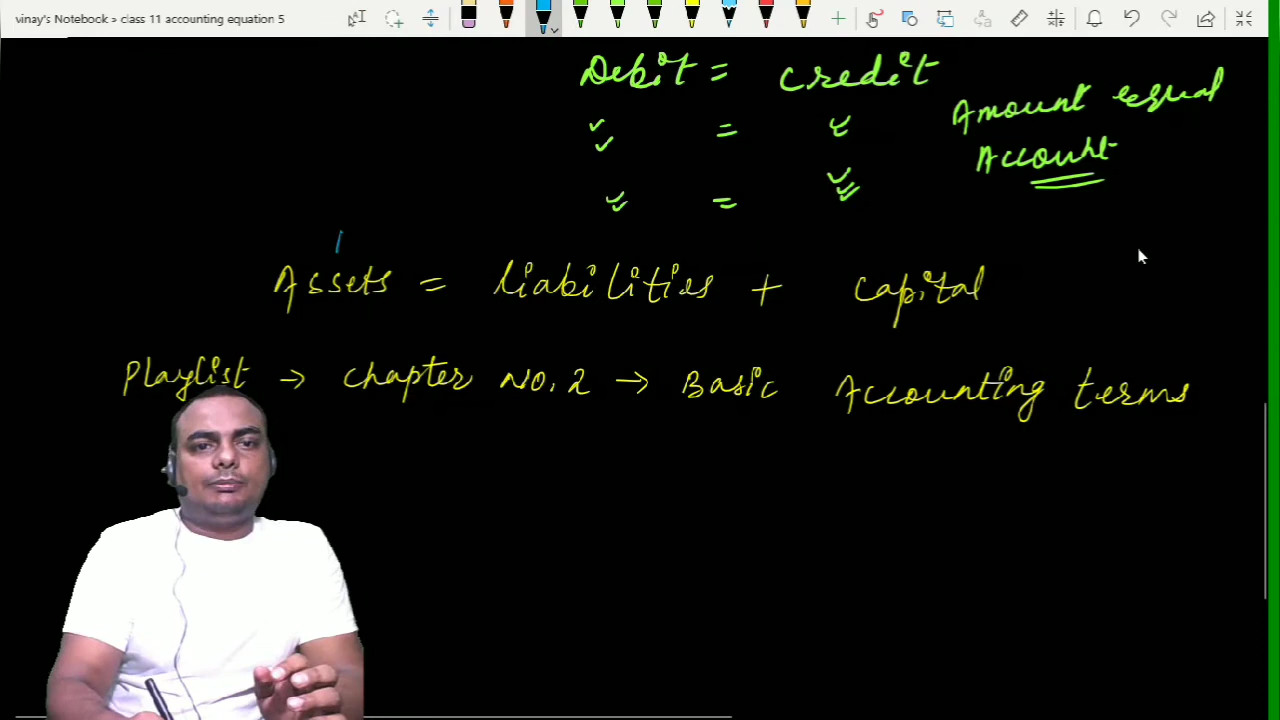 vinay's Notebook > class 11 accounting equation 5
Debit = credit
Amount equal
=
Account
=
Assets = liabilities + capital
Playlist → chapter No. 2 → Basic Accounting terms